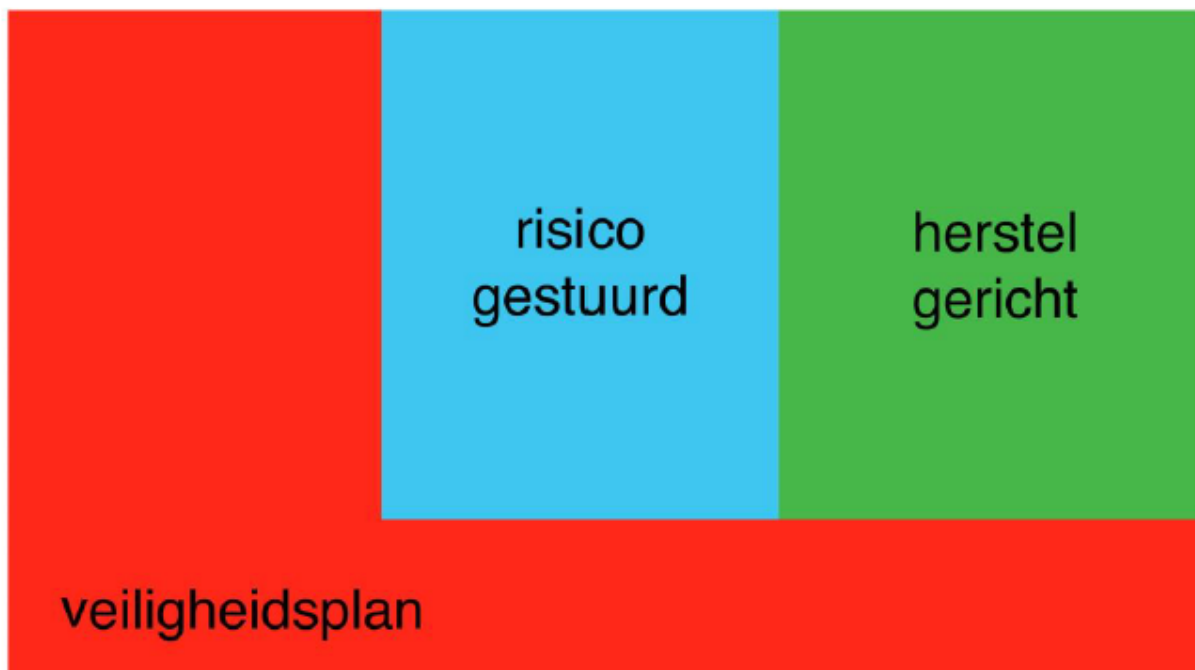 risico
gestuurd
herstel
gericht
veiligheidsplan